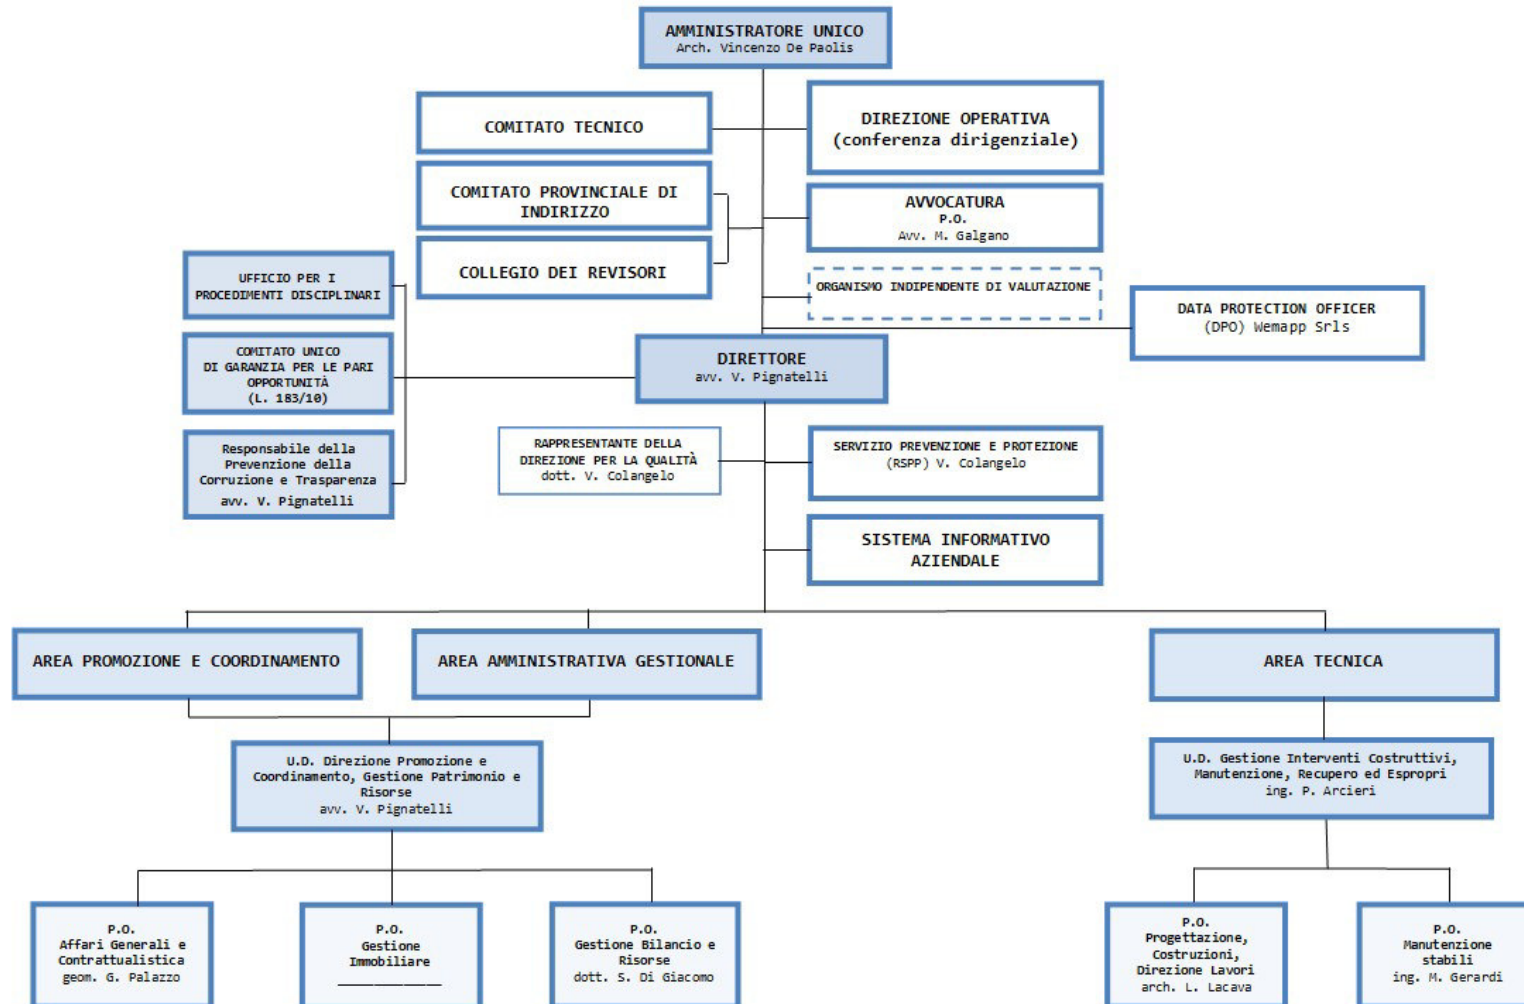 AMMINISTRATORE UNICO
Arch. Vincenzo De Paolis
COMITATO TECNICO
DIREZIONE OPERATIVA
(conferenza dirigenziale)
COMITATO PROVINCIALE DI
INDIRIZZO
AVVOCATURA
P.O.
Avv. M. Galgano
COLLEGIO DEI REVISORI
UFFICIO PER I
PROCEDIMENTI DISCIPLINARI
ORGANISMO INDIPENDENTE DI VALUTAZIONE
DATA PROTECTION OFFICER
(DPO) Wemapp Srls
COMITATO UNICO
DI GARANZIA PER LE PARI
OPPORTUNITÀ
(L. 183/10)
DIRETTORE
avv. V. Pignatelli
Responsabile della
Prevenzione della
Corruzione e Trasparenza
avv. V. Pignatelli
RAPPRESENTANTE DELLA
DIREZIONE PER LA QUALITÀ
dott. V. Colangelo
SERVIZIO PREVENZIONE E PROTEZIONE
(RSPP) V. Colangelo
SISTEMA INFORMATIVO
AZIENDALE
AREA PROMOZIONE E COORDINAMENTO
AREA AMMINISTRATIVA GESTIONALE
AREA TECNICA
U.D. Direzione Promozione e
Coordinamento, Gestione Patrimonio e
Risorse
avv. V. Pignatelli
U.D. Gestione Interventi Costruttivi,
Manutenzione, Recupero ed Espropri
ing. P. Arcieri
P.O.
Affari Generali e
Contrattualistica
geom. G. Palazzo
P.O.
Gestione
Immobiliare
______________
P.O.
Gestione Bilancio e
Risorse
dott. S. Di Giacomo
P.O.
Progettazione,
Costruzioni,
Direzione Lavori
arch. L. Lacava
P.O.
Manutenzione
stabili
ing. M. Gerardi